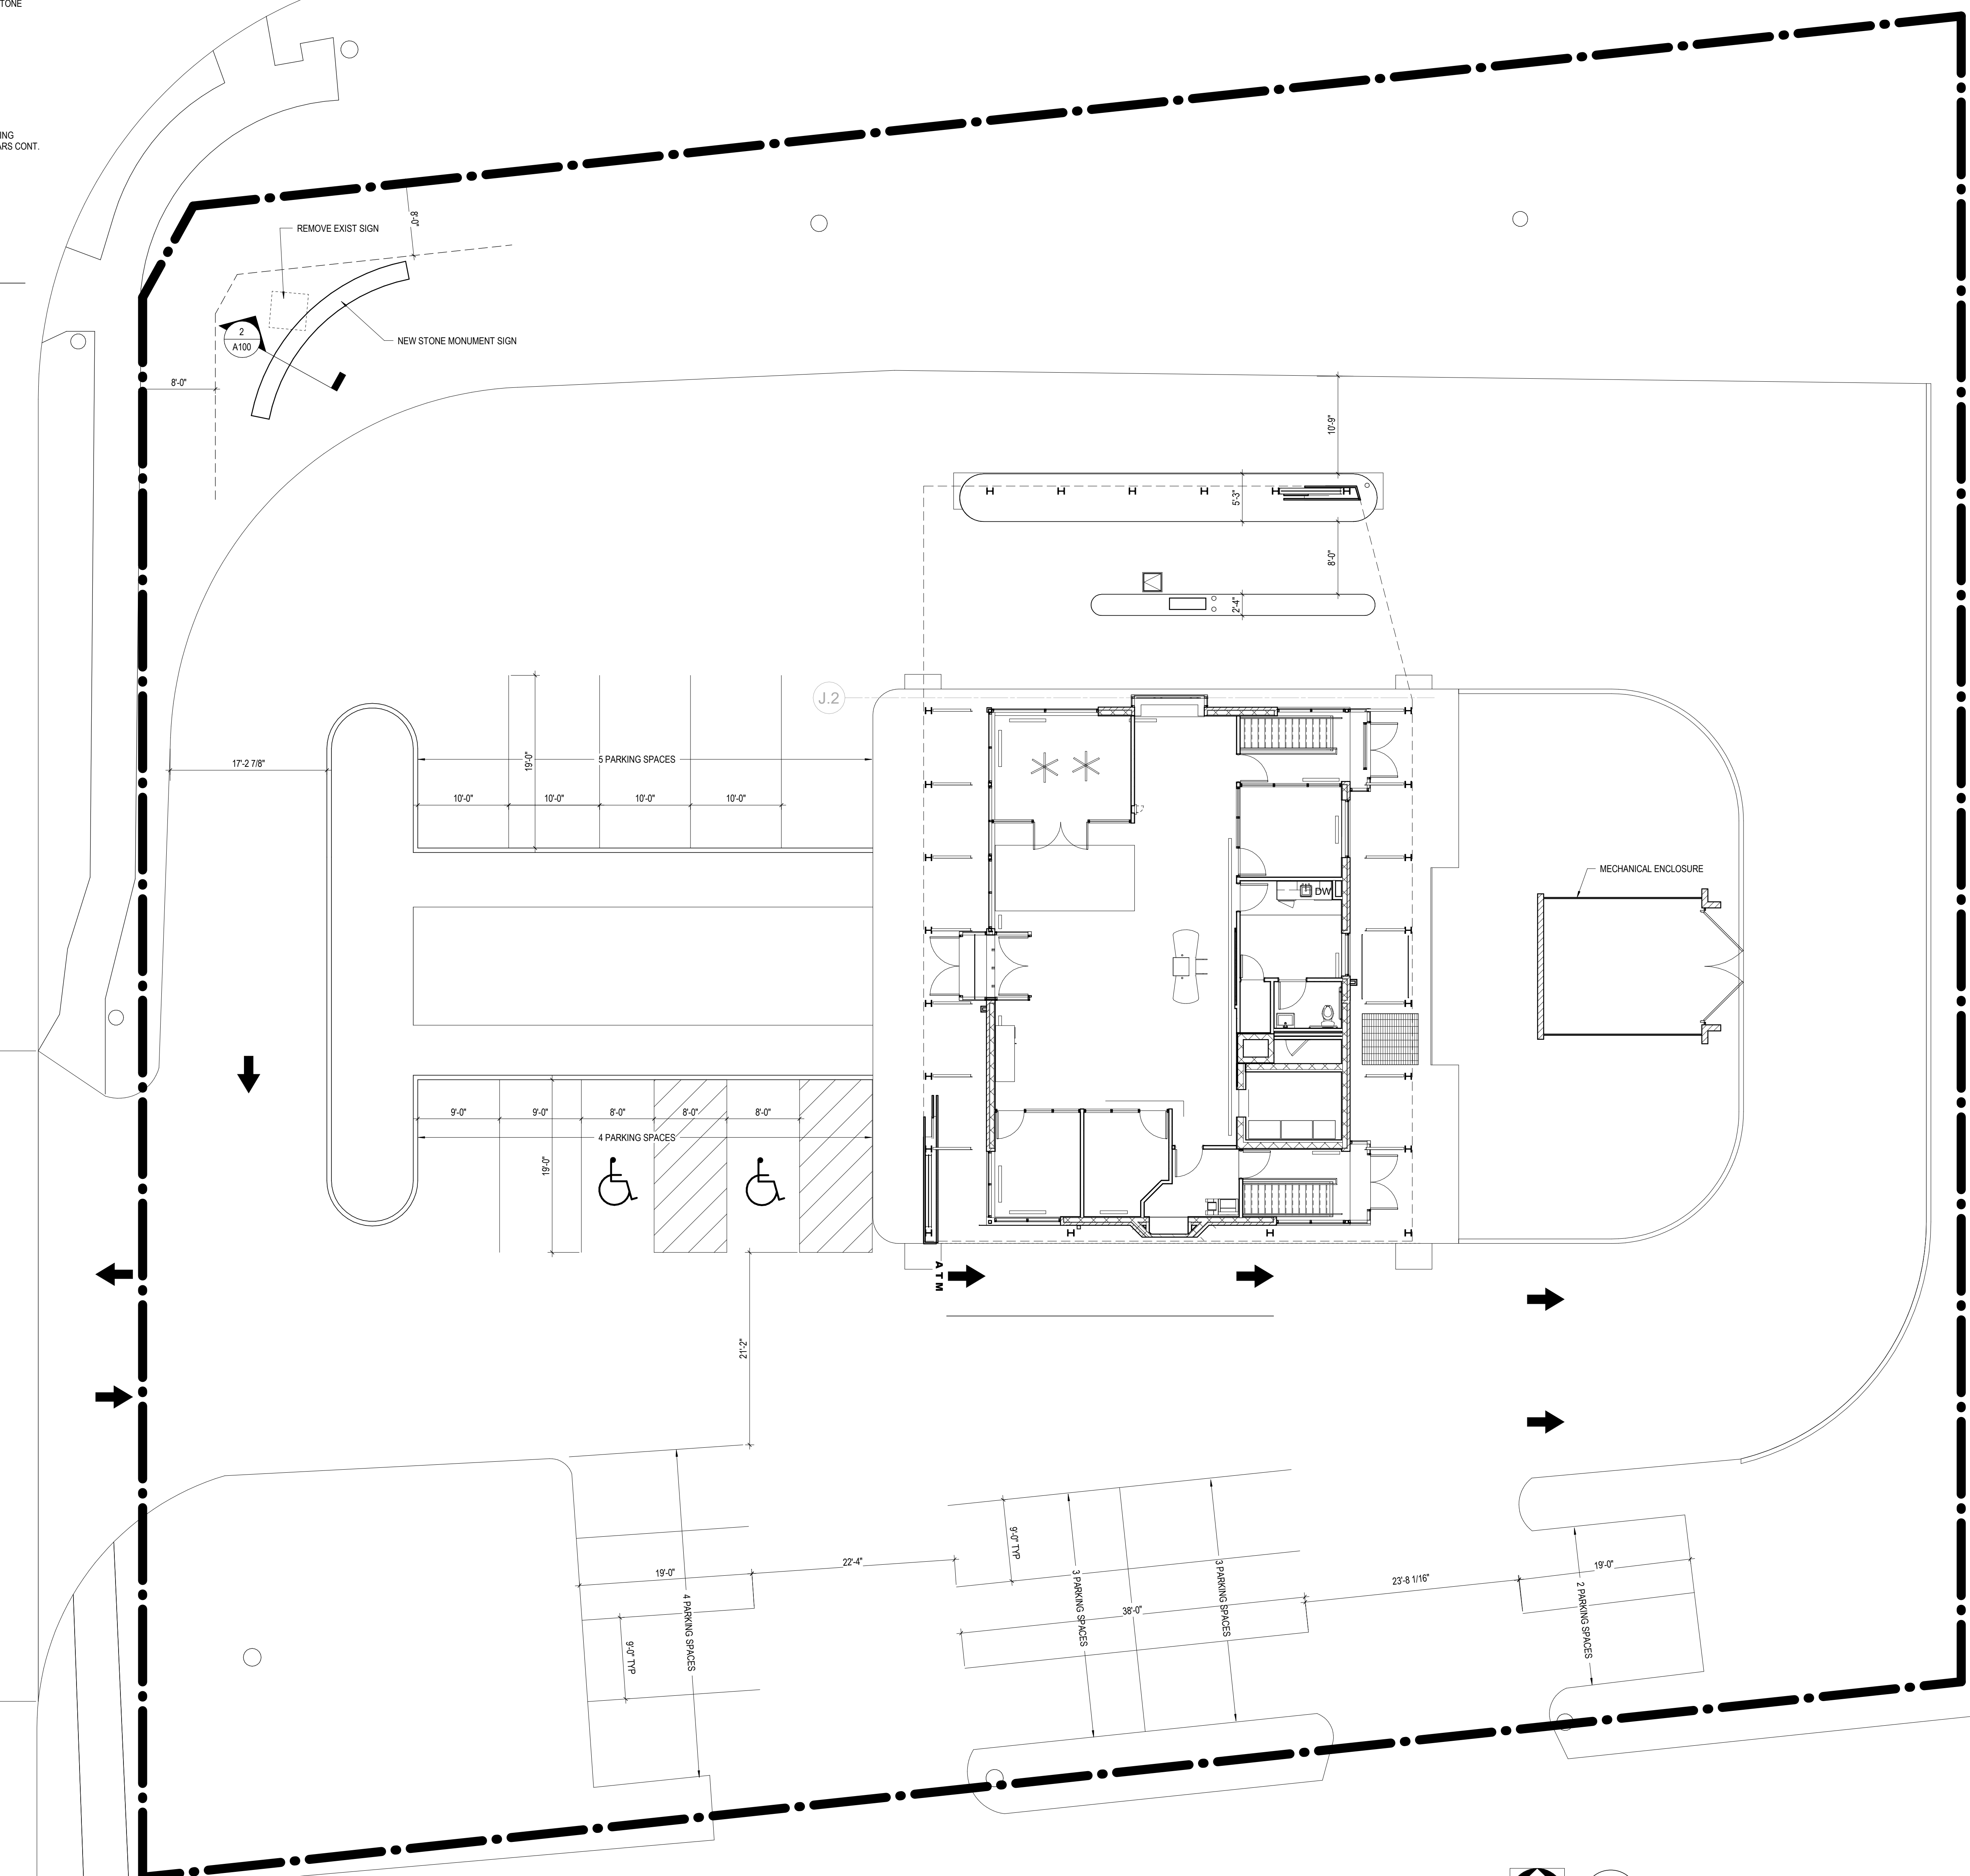 TONE
ING
ARS CONT.
8'-0"
REMOVE EXIST SIGN
2
A100
NEW STONE MONUMENT SIGN
8'-0"
10'-9"
5'-3"
8'-0"
2'-4"
J.2
17'-2 7/8"
19'-0"
5 PARKING SPACES
10'-0"
10'-0"
10'-0"
10'-0"
MECHANICAL ENCLOSURE
DW
9'-0"
9'-0"
8'-0"
8'-0"
8'-0"
4 PARKING SPACES
19'-0"
ATM
21'-2"
9'-0" TYP
22'-4"
19'-0"
19'-0"
23'-8 1/16"
4 PARKING SPACES
3 PARKING SPACES
3 PARKING SPACES
2 PARKING SPACES
38'-0"
9'-0" TYP